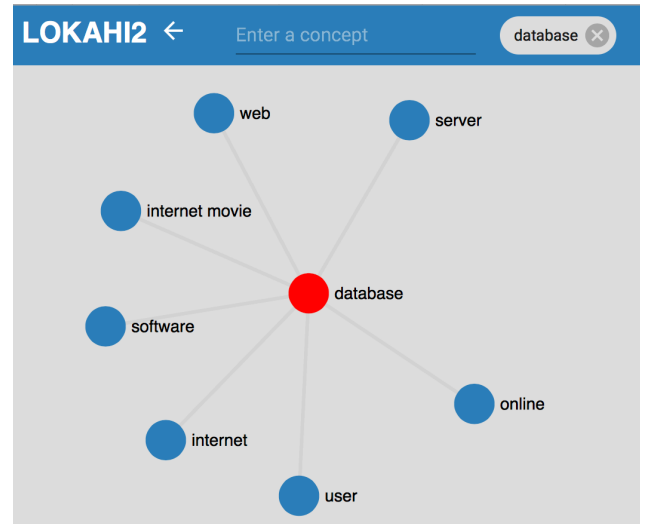 LOKAHI2 ← Enter a concept database
web
server
internet movie
database
software
online
internet
user